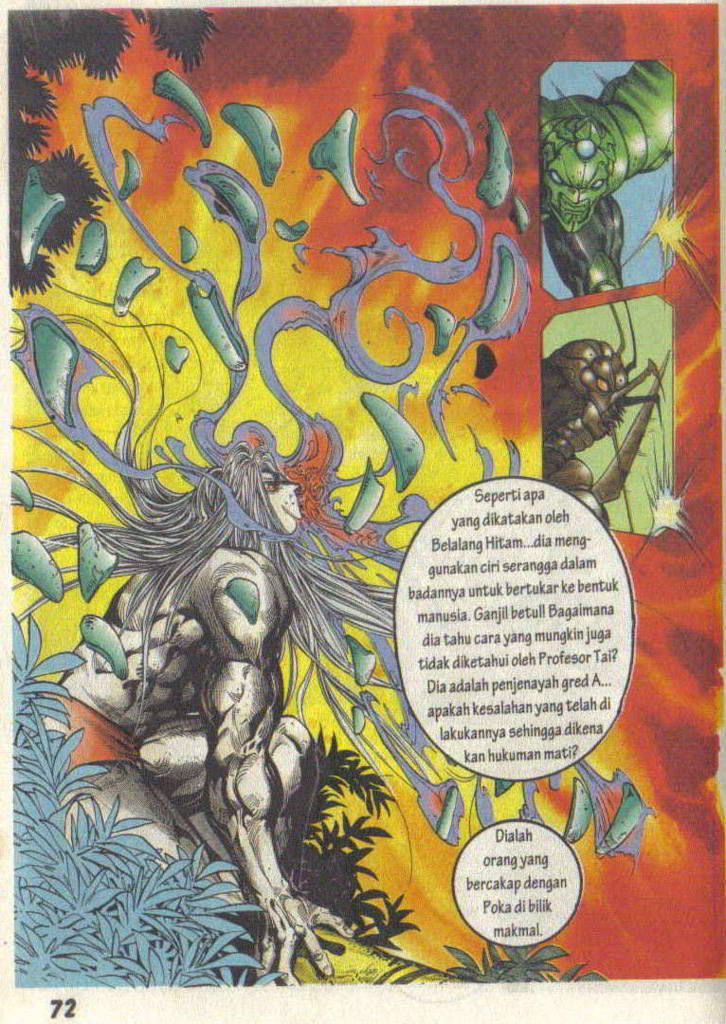 Seperti apa
yang dikatakan oleh
Belalang Hitam...dia meng-
gunakan ciri serangga dalam
badannya untuk bertukar ke bentuk
manusia. Ganjil betul! Bagaimana
dia tahu cara yang mungkin juga
tidak diketahui oleh Profesor Tai?
Dia adalah penjenayah gred A...
apakah kesalahan yang telah di
lakukannya sehingga dikena
kan hukuman mati?
Dialah
orang yang
bercakap dengan
Poka di bilik
makmal.
72